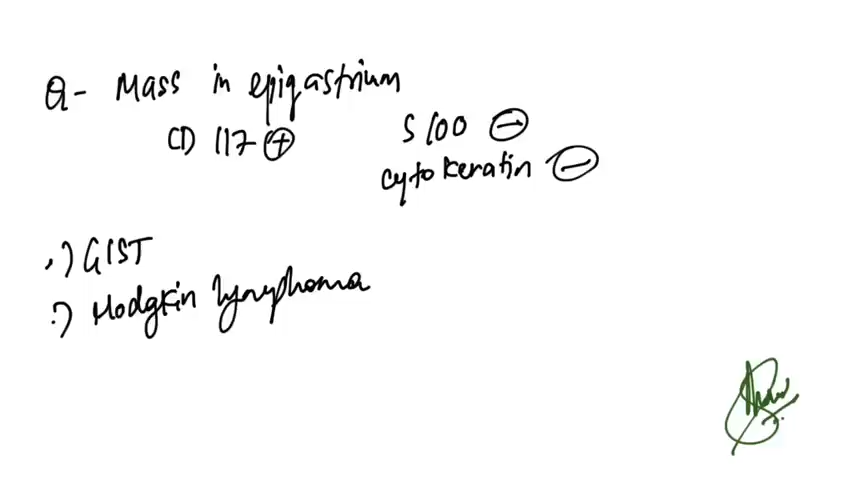 Q- Mass in epigastrium
CD 117 (+)
S100 (-)
cytokeratin (-)
.) GIST
:) Hodgkin lymphoma